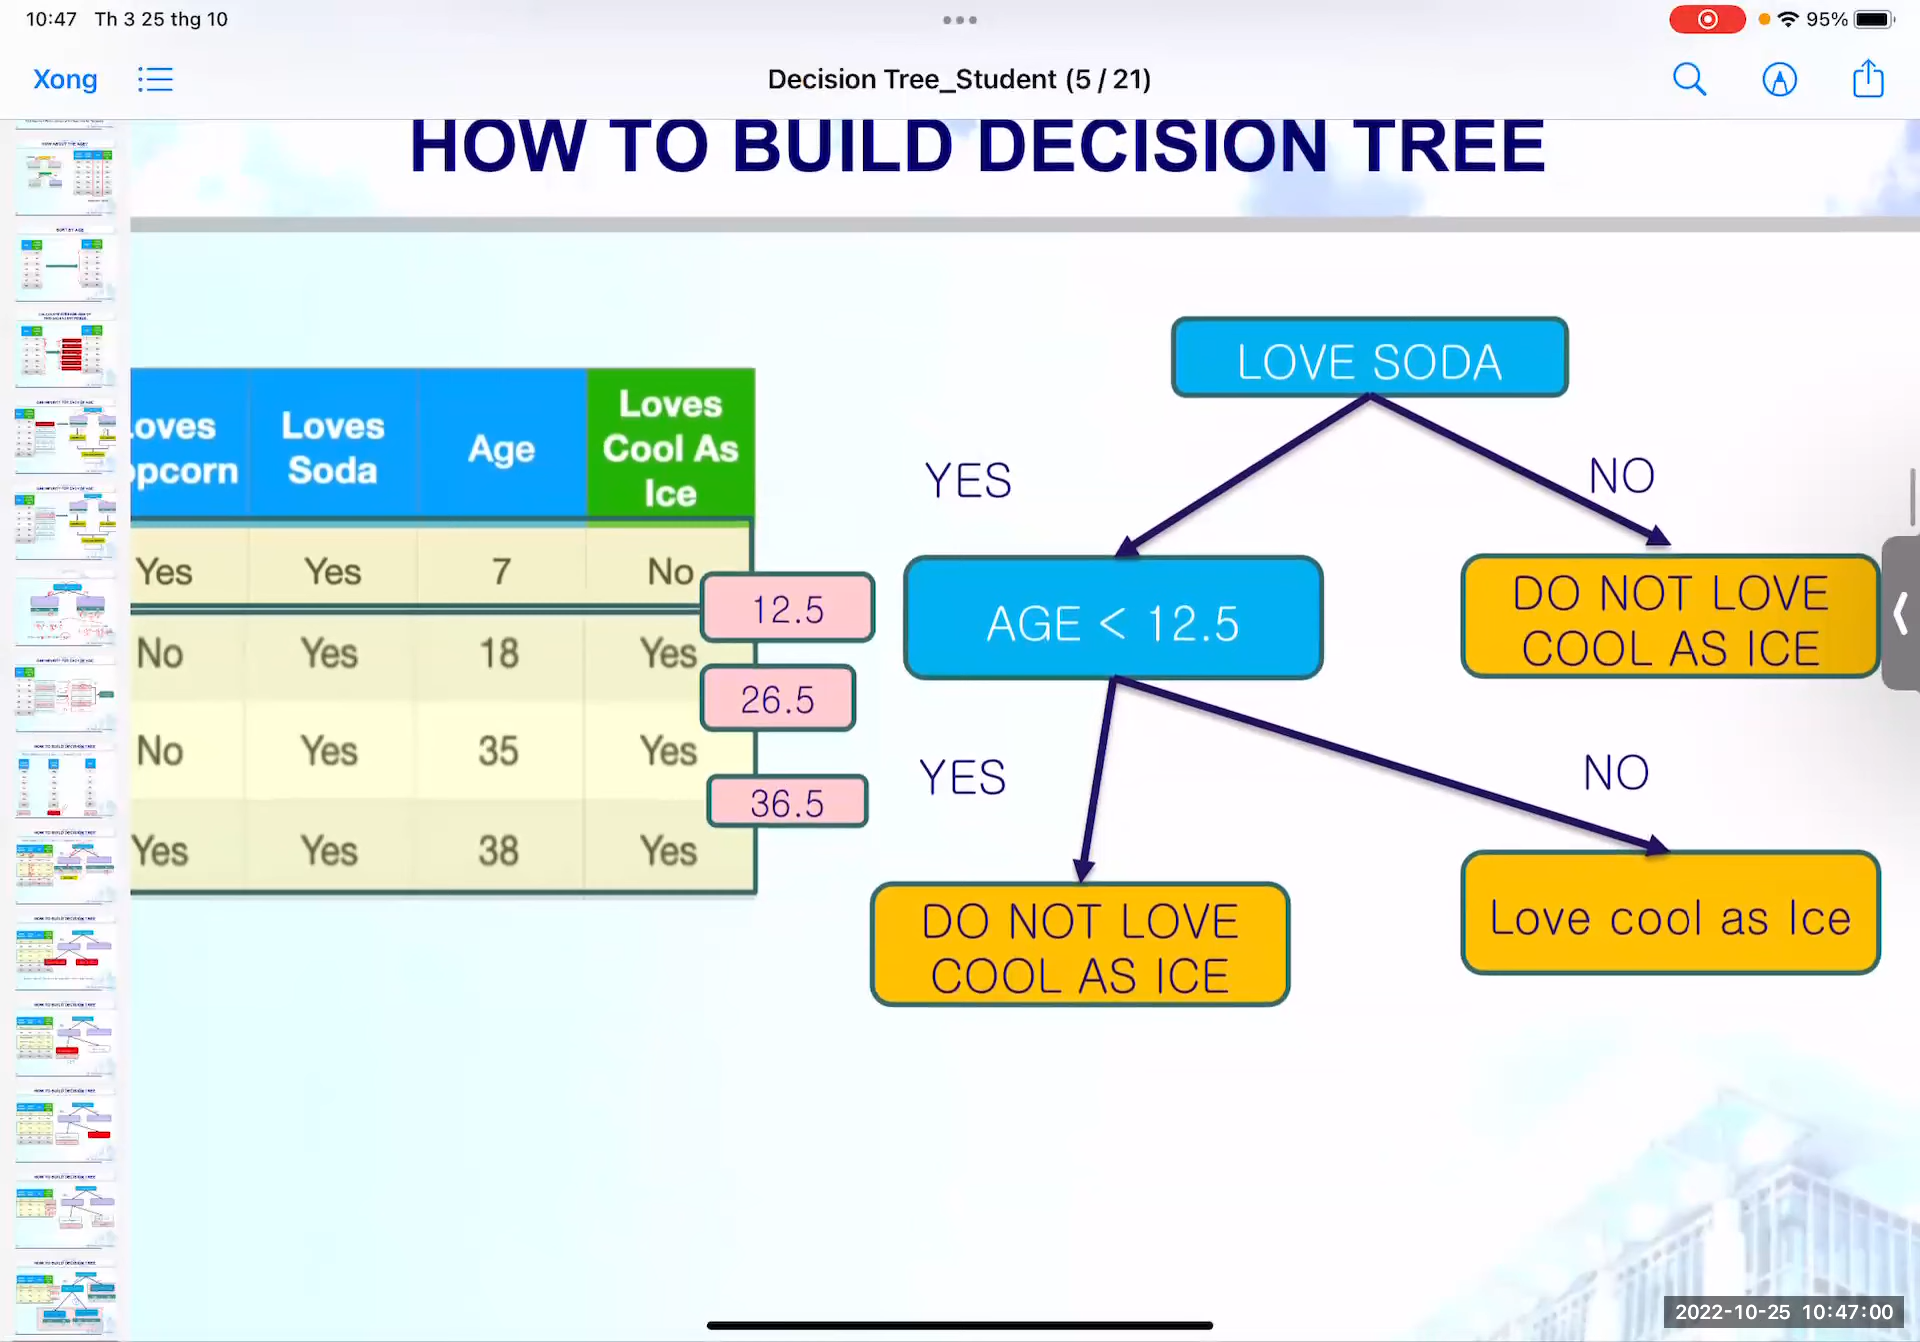 10:47 Th 3 25 thg 10
95%
Xong
Decision Tree_Student (5 / 21)
HOW TO BUILD DECISION TREE
Loves
Soda
Age
Loves
Cool As
Ice
Yes Yes 7 No
No Yes 18 Yes
No Yes 35 Yes
Yes Yes 38 Yes
12.5
26.5
36.5
LOVE SODA
YES
NO
AGE < 12.5
DO NOT LOVE
COOL AS ICE
YES
NO
DO NOT LOVE
COOL AS ICE
Love cool as Ice
2022-10-25 10:47:00